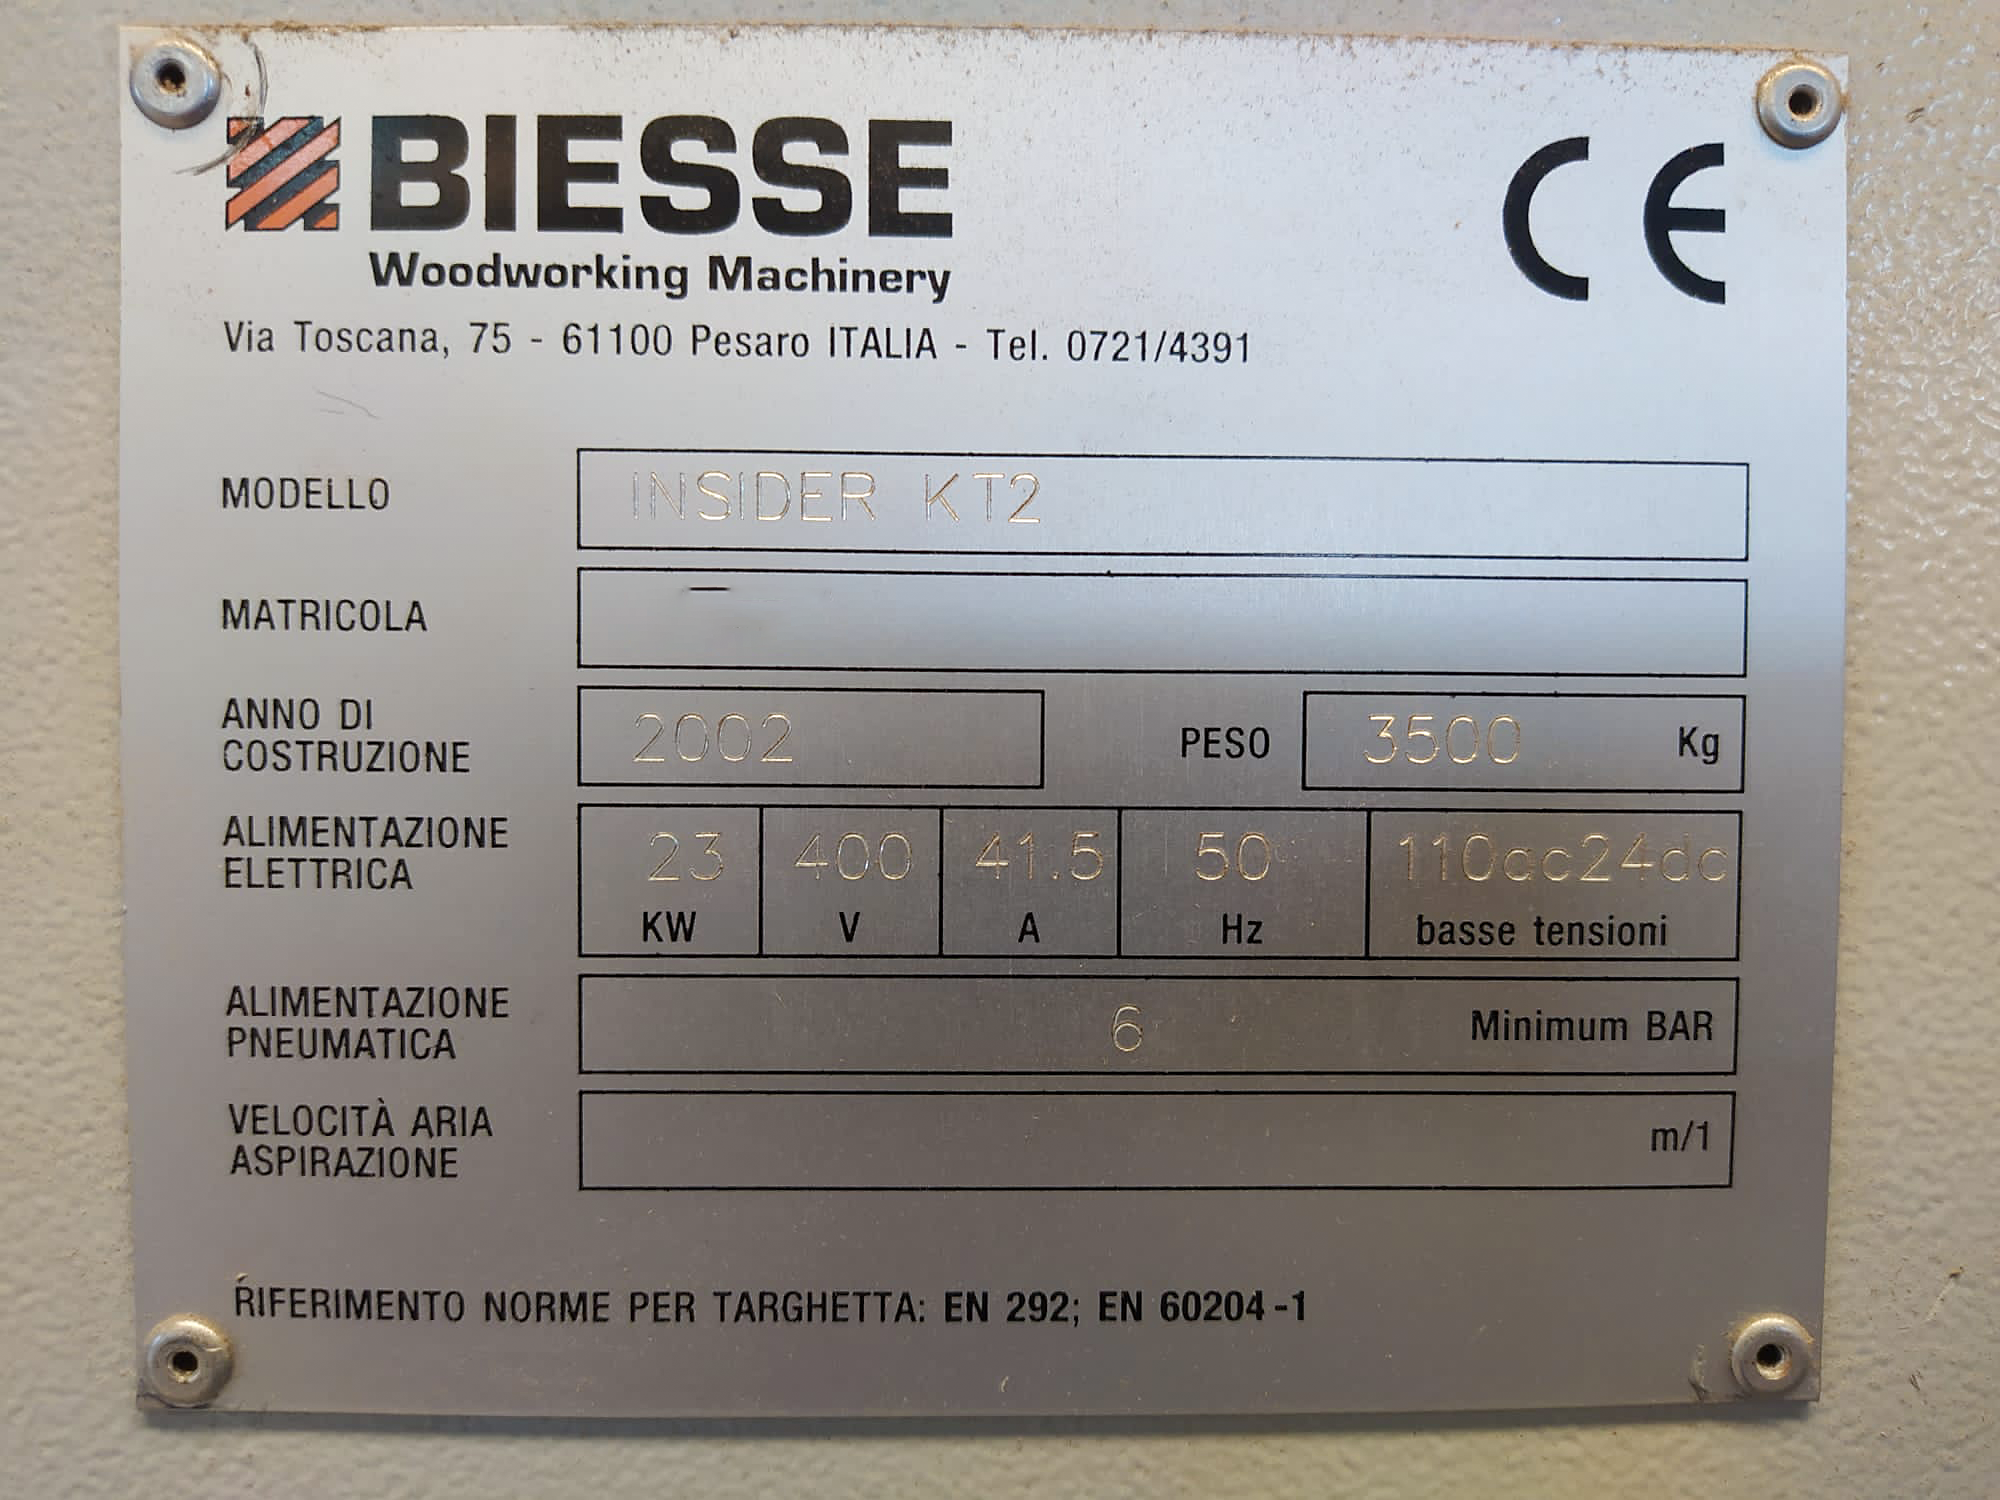 BIESSE
Woodworking Machinery
Via Toscana, 75 - 61100 Pesaro ITALIA - Tel. 0721/4391
CE
MODELLO INSIDER KT2
MATRICOLA
ANNO DI
COSTRUZIONE 2002 PESO 3500 Kg
ALIMENTAZIONE
ELETTRICA 23 400 41.5 50 110ac24dc
KW V A Hz basse tensioni
ALIMENTAZIONE
PNEUMATICA 6 Minimum BAR
VELOCITÀ ARIA
ASPIRAZIONE m/1
RIFERIMENTO NORME PER TARGHETTA: EN 292; EN 60204-1